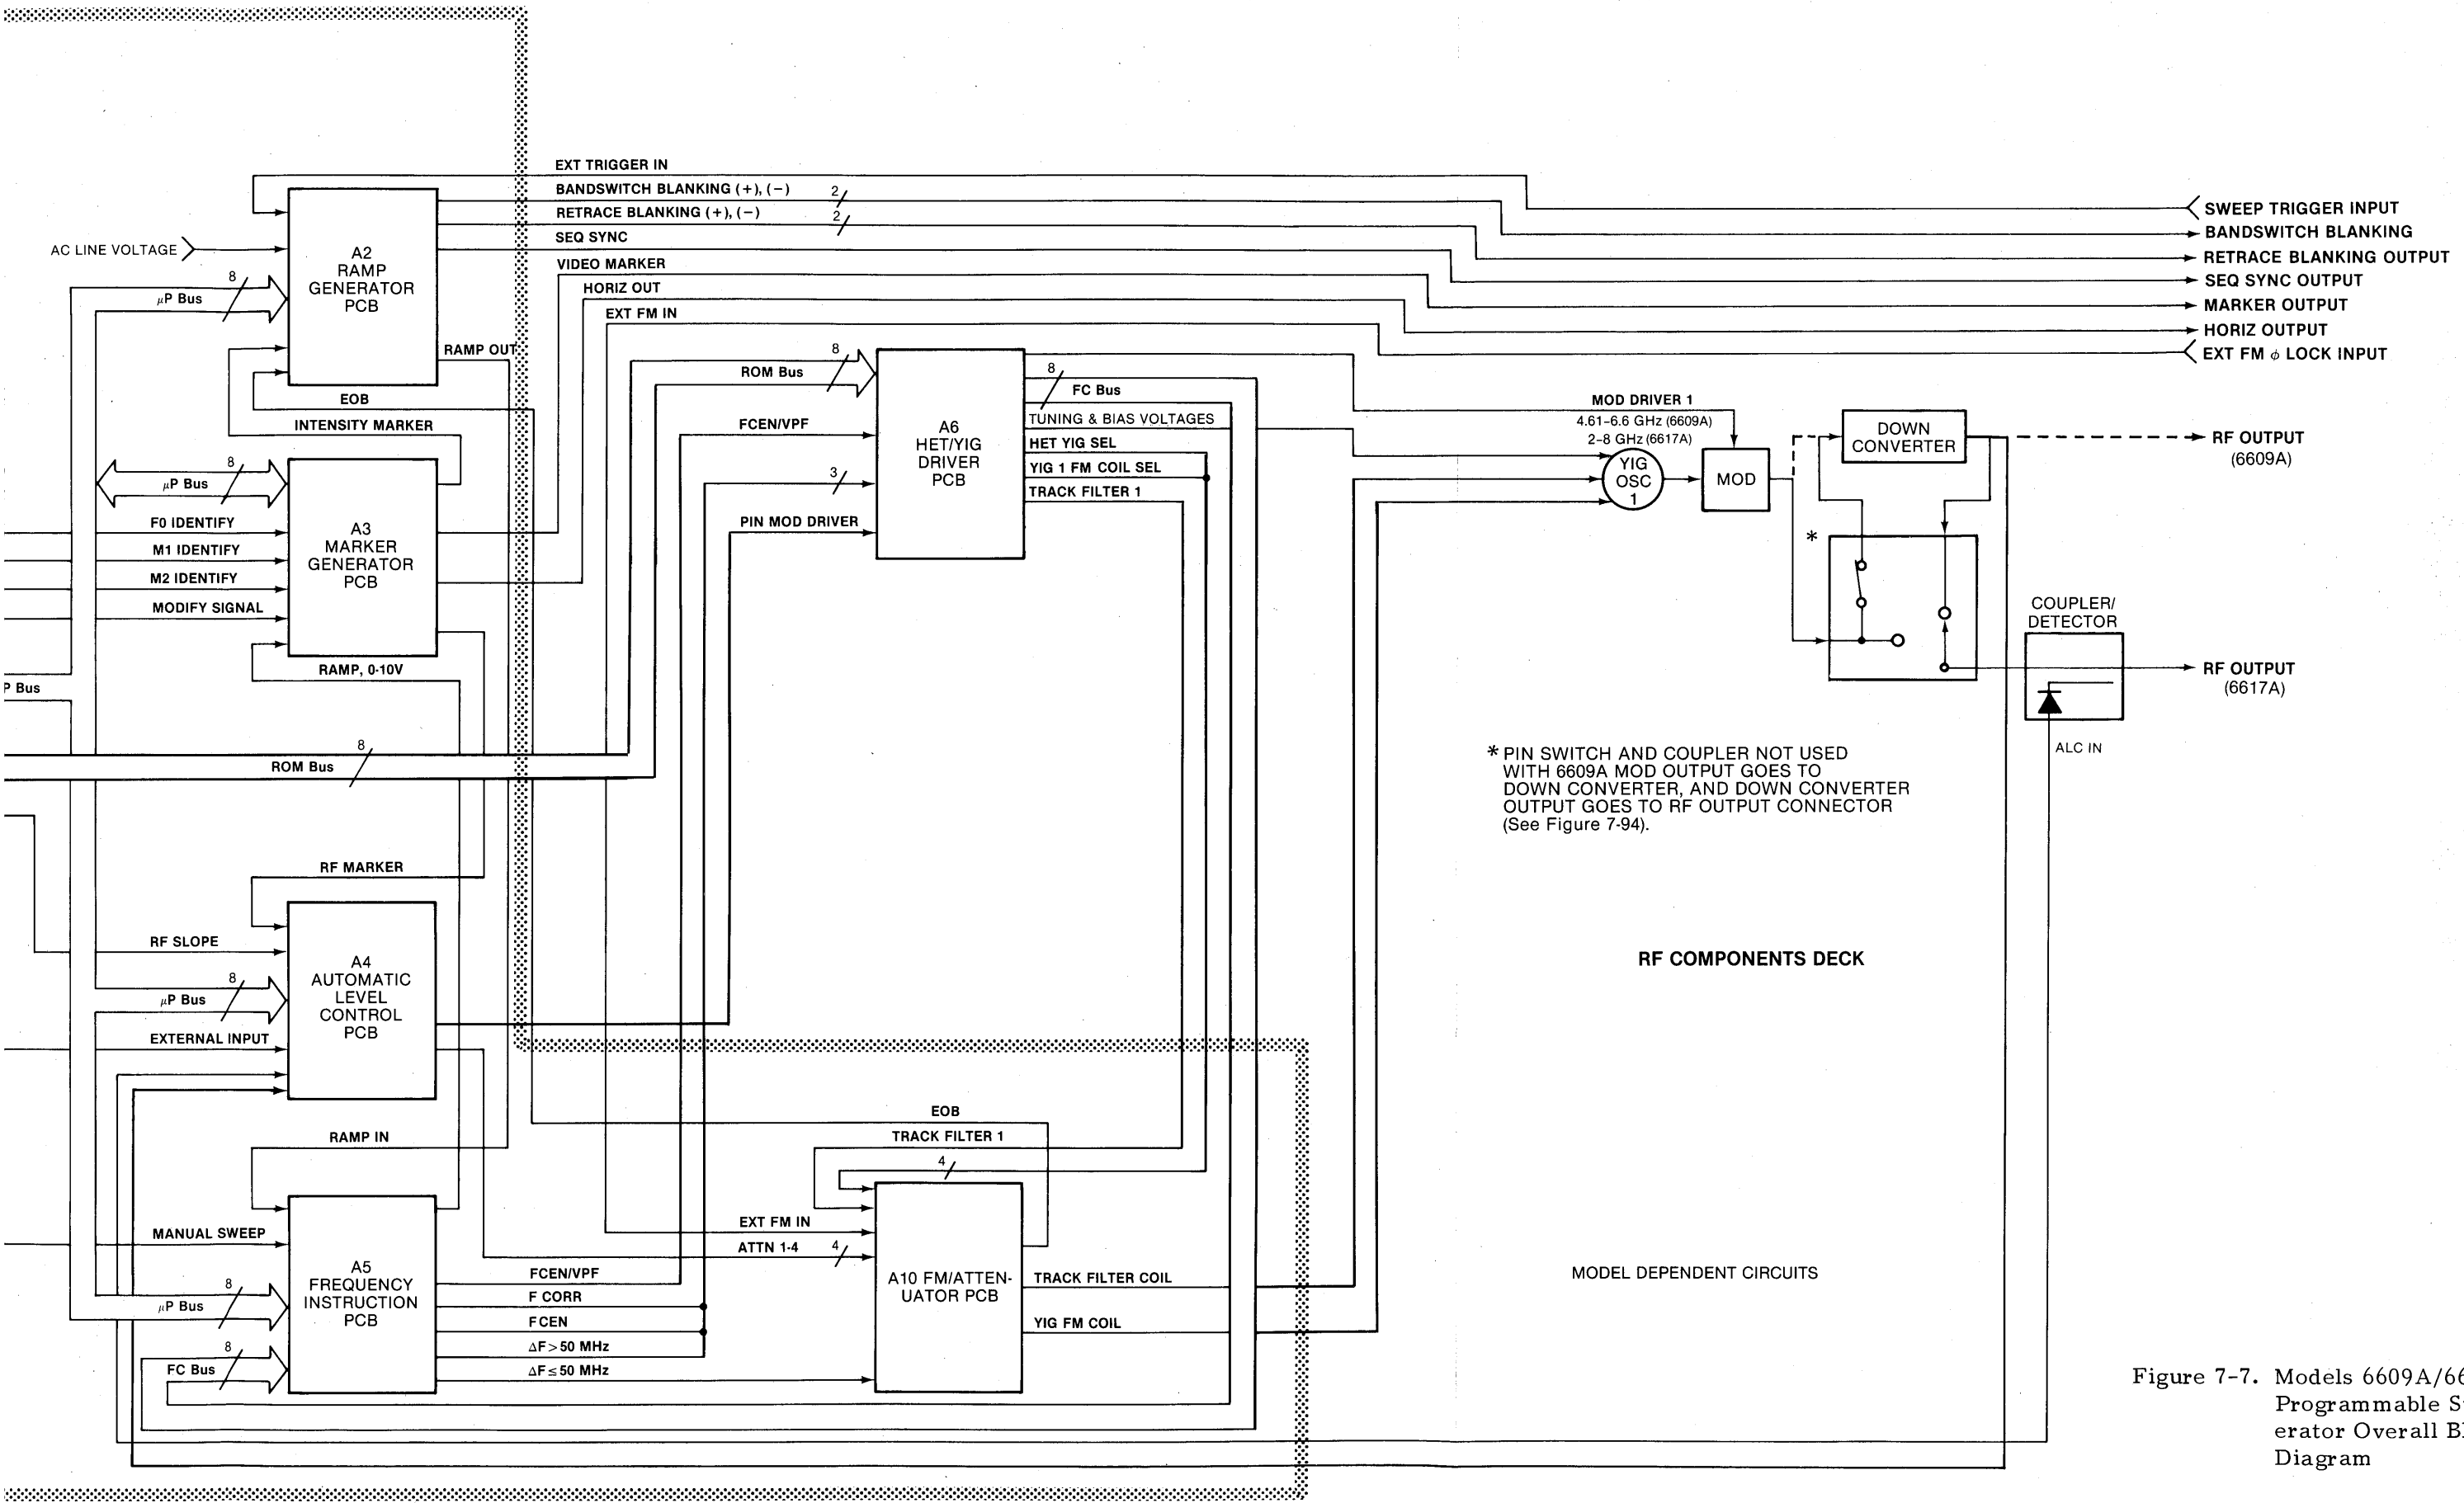 EXT TRIGGER IN
BANDSWITCH BLANKING (+), (−)
2
RETRACE BLANKING (+), (−)
2
SEQ SYNC
VIDEO MARKER
HORIZ OUT
EXT FM IN
SWEEP TRIGGER INPUT
BANDSWITCH BLANKING
RETRACE BLANKING OUTPUT
SEQ SYNC OUTPUT
MARKER OUTPUT
HORIZ OUTPUT
EXT FM ϕ LOCK INPUT
AC LINE VOLTAGE
8
μP Bus
A2
RAMP
GENERATOR
PCB
RAMP OUT
EOB
INTENSITY MARKER
8
μP Bus
F0 IDENTIFY
M1 IDENTIFY
M2 IDENTIFY
MODIFY SIGNAL
A3
MARKER
GENERATOR
PCB
RAMP, 0-10V
P Bus
8
ROM Bus
8
ROM Bus
FCEN/VPF
3
PIN MOD DRIVER
A6
HET/YIG
DRIVER
PCB
8
FC Bus
TUNING & BIAS VOLTAGES
HET YIG SEL
YIG 1 FM COIL SEL
TRACK FILTER 1
MOD DRIVER 1
4.61–6.6 GHz (6609A)
2–8 GHz (6617A)
YIG
OSC
1
MOD
DOWN
CONVERTER
RF OUTPUT
(6609A)
*
COUPLER/
DETECTOR
RF OUTPUT
(6617A)
ALC IN
* PIN SWITCH AND COUPLER NOT USED
WITH 6609A MOD OUTPUT GOES TO
DOWN CONVERTER, AND DOWN CONVERTER
OUTPUT GOES TO RF OUTPUT CONNECTOR
(See Figure 7-94).
RF MARKER
RF SLOPE
8
μP Bus
EXTERNAL INPUT
A4
AUTOMATIC
LEVEL
CONTROL
PCB
RF COMPONENTS DECK
RAMP IN
MANUAL SWEEP
8
μP Bus
8
FC Bus
A5
FREQUENCY
INSTRUCTION
PCB
FCEN/VPF
F CORR
FCEN
ΔF>50 MHz
ΔF≤50 MHz
EOB
TRACK FILTER 1
4
EXT FM IN
ATTN 1-4
4
A10 FM/ATTEN-
UATOR PCB
TRACK FILTER COIL
YIG FM COIL
MODEL DEPENDENT CIRCUITS
Figure 7-7. Models 6609A/66
Programmable S
erator Overall Bl
Diagram